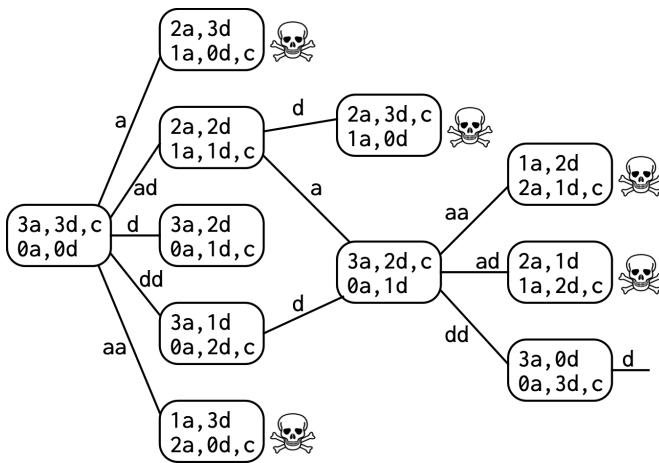 2a,3d
1a,0d,c
a
d
2a,2d
1a,1d,c
2a,3d,c
1a,0d
ad
a
1a,2d
2a,1d,c
aa
3a,3d,c
0a,0d
d
3a,2d
0a,1d,c
3a,2d,c
0a,1d
ad
2a,1d
1a,2d,c
dd
d
3a,1d
0a,2d,c
aa
dd
3a,0d
0a,3d,c
d
1a,3d
2a,0d,c